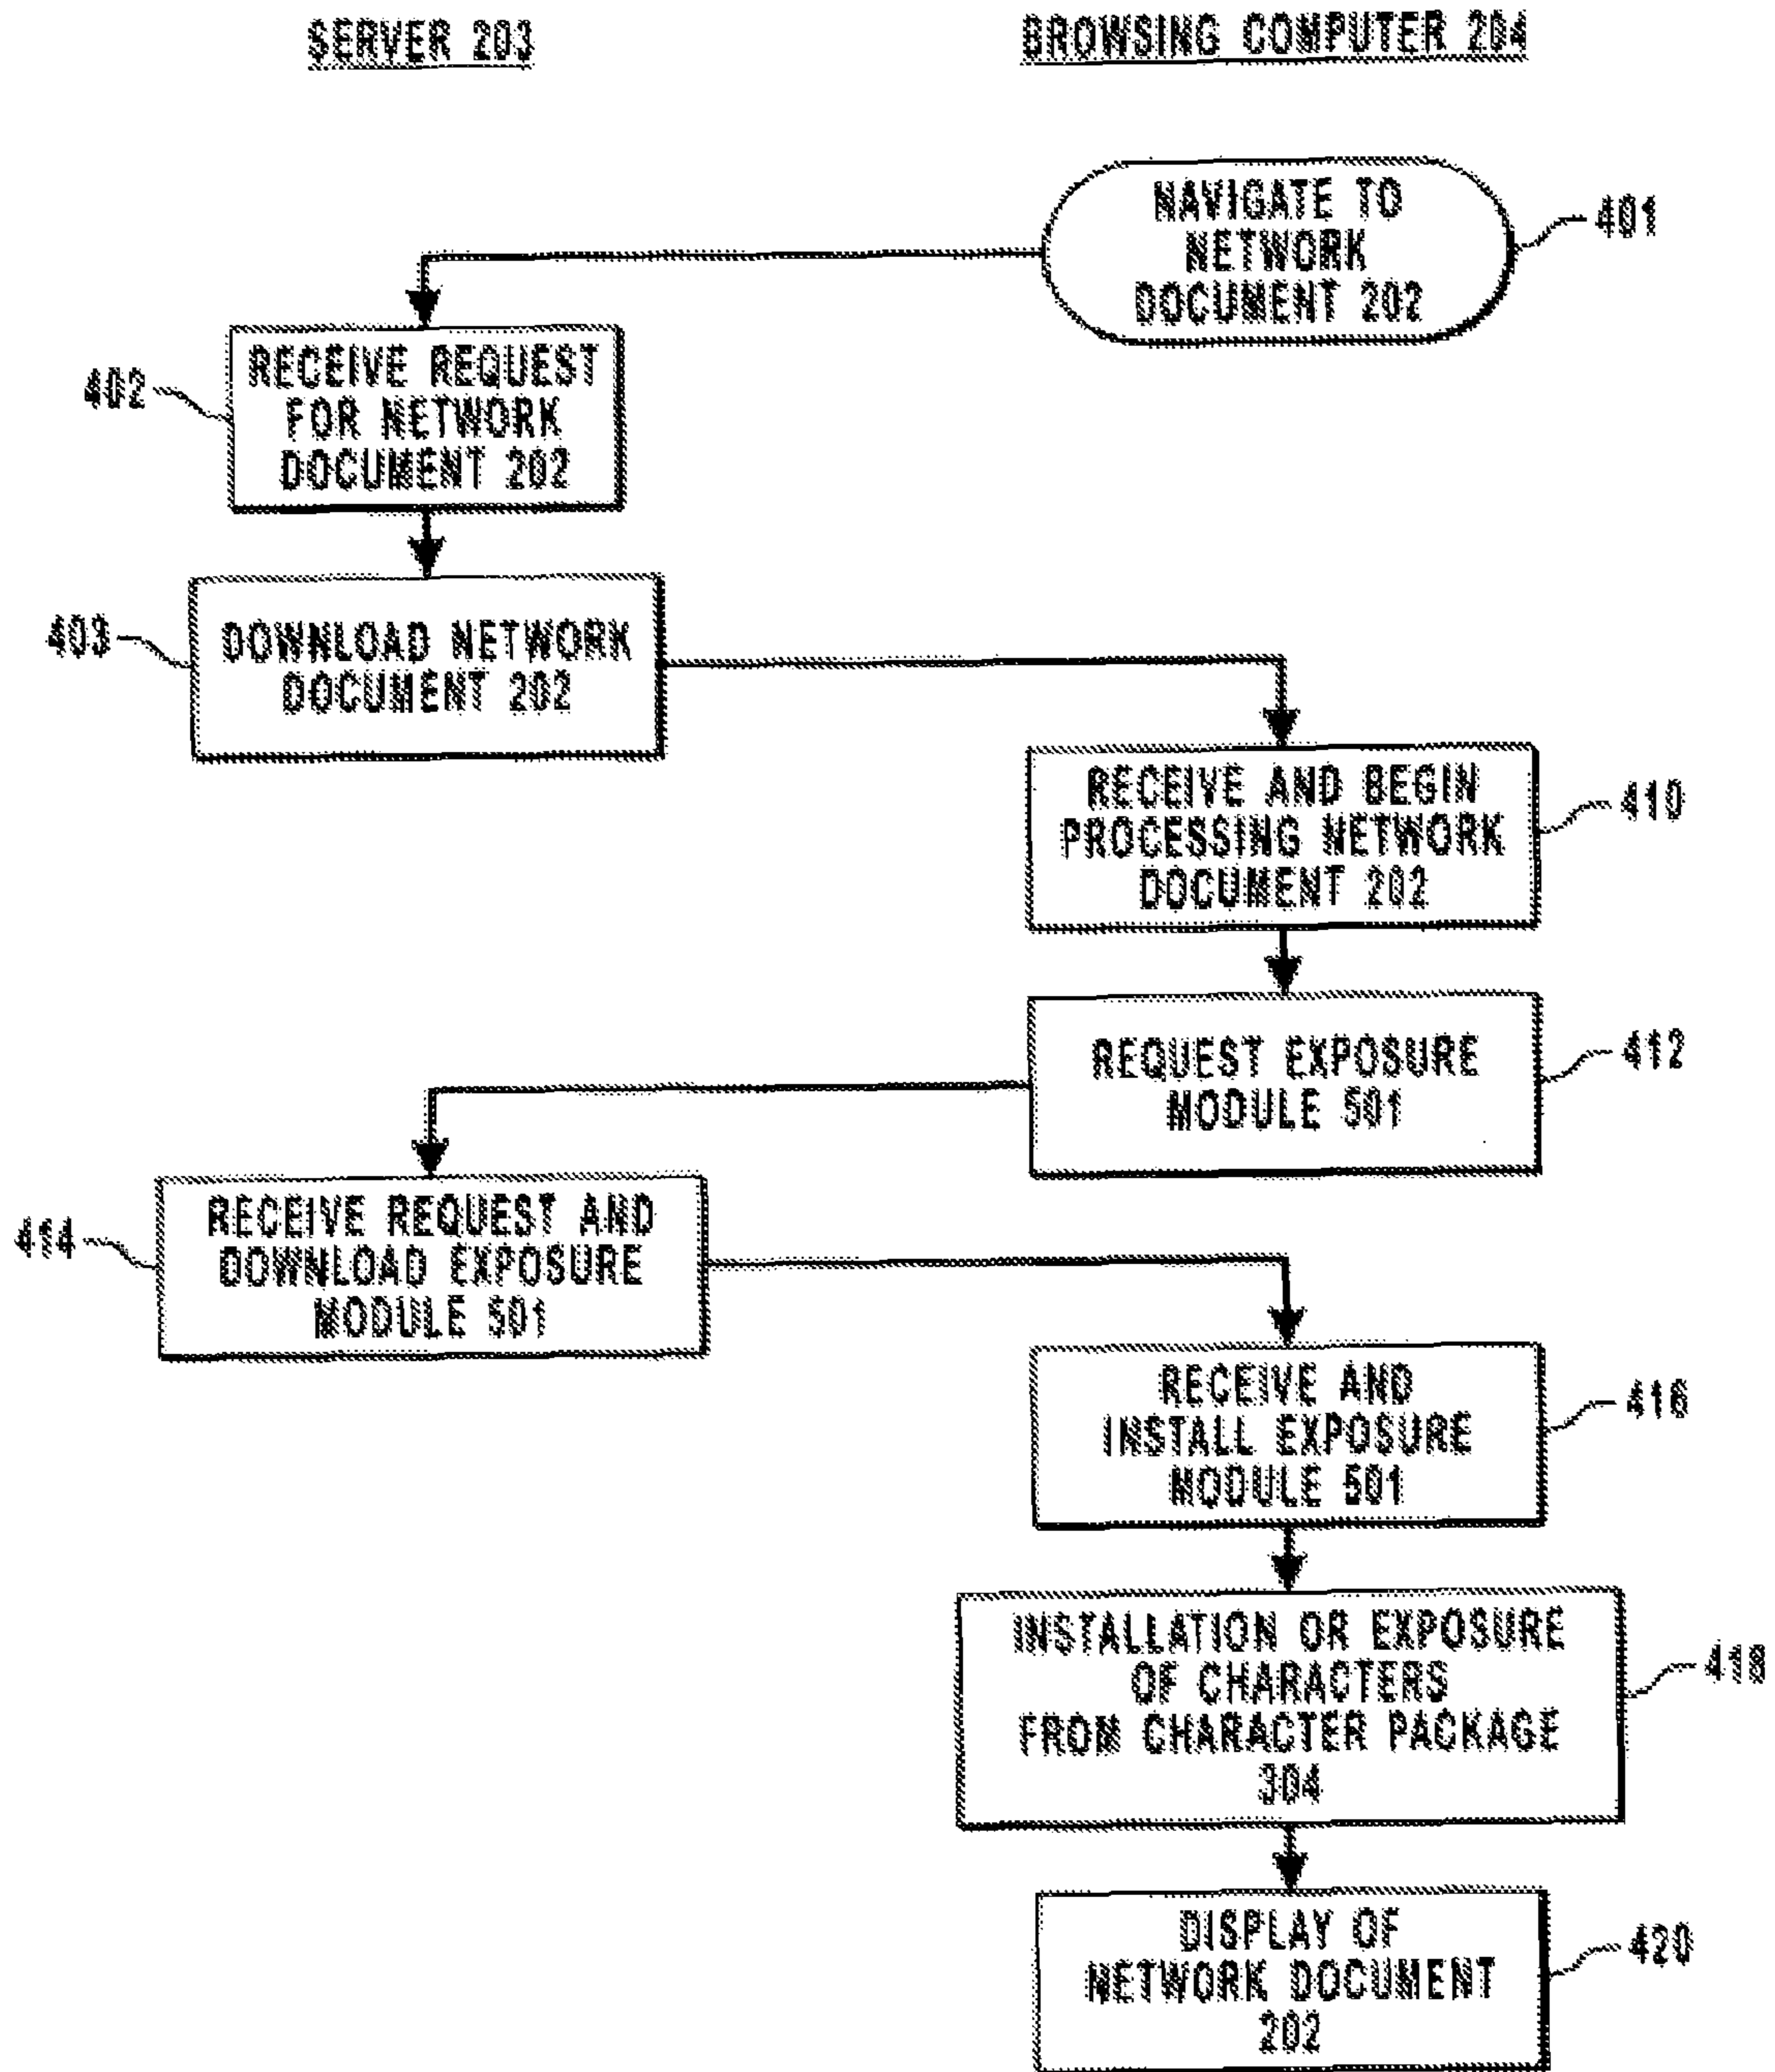 SERVER 203
BROWSING COMPUTER 204
NAVIGATE TO
NETWORK
DOCUMENT 202
401
RECEIVE REQUEST
FOR NETWORK
DOCUMENT 202
402
DOWNLOAD NETWORK
DOCUMENT 202
403
RECEIVE AND BEGIN
PROCESSING NETWORK
DOCUMENT 202
410
REQUEST EXPOSURE
MODULE 501
412
RECEIVE REQUEST AND
DOWNLOAD EXPOSURE
MODULE 501
414
RECEIVE AND
INSTALL EXPOSURE
MODULE 501
INSTALLATION OR EXPOSURE
OF CHARACTERS
FROM CHARACTER PACKAGE
304
418
DISPLAY OF
NETWORK DOCUMENT
202
420